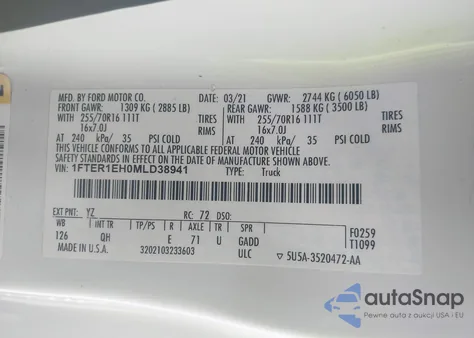 MFD. BY FORD MOTOR CO. DATE: 03/21 GVWR: 2744 KG ( 6050 LB)
FRONT GAWR: 1309 KG ( 2885 LB) REAR GAWR: 1588 KG ( 3500 LB)
WITH 255/70R16 111T TIRES WITH 255/70R16 111T TIRES
16x7.0J RIMS 16x7.0J RIMS
AT 240 kPa/ 35 PSI COLD AT 240 kPa/ 35 PSI COLD
THIS VEHICLE CONFORMS TO ALL APPLICABLE FEDERAL MOTOR VEHICLE
SAFETY STANDARDS IN EFFECT ON THE DATE OF MANUFACTURE SHOWN ABOVE.
VIN: 1FTER1EH0MLD38941 TYPE: Truck
EXT PNT: YZ RC: 72 DSO:
WB INT TR TP/PS R AXLE TR SPR F0259
126 QH E 71 U GADD T1099
MADE IN U.S.A. 3202103233603 ULC 5U5A-3520472-AA
autoSnap
Pewne auta z aukcji USA i EU